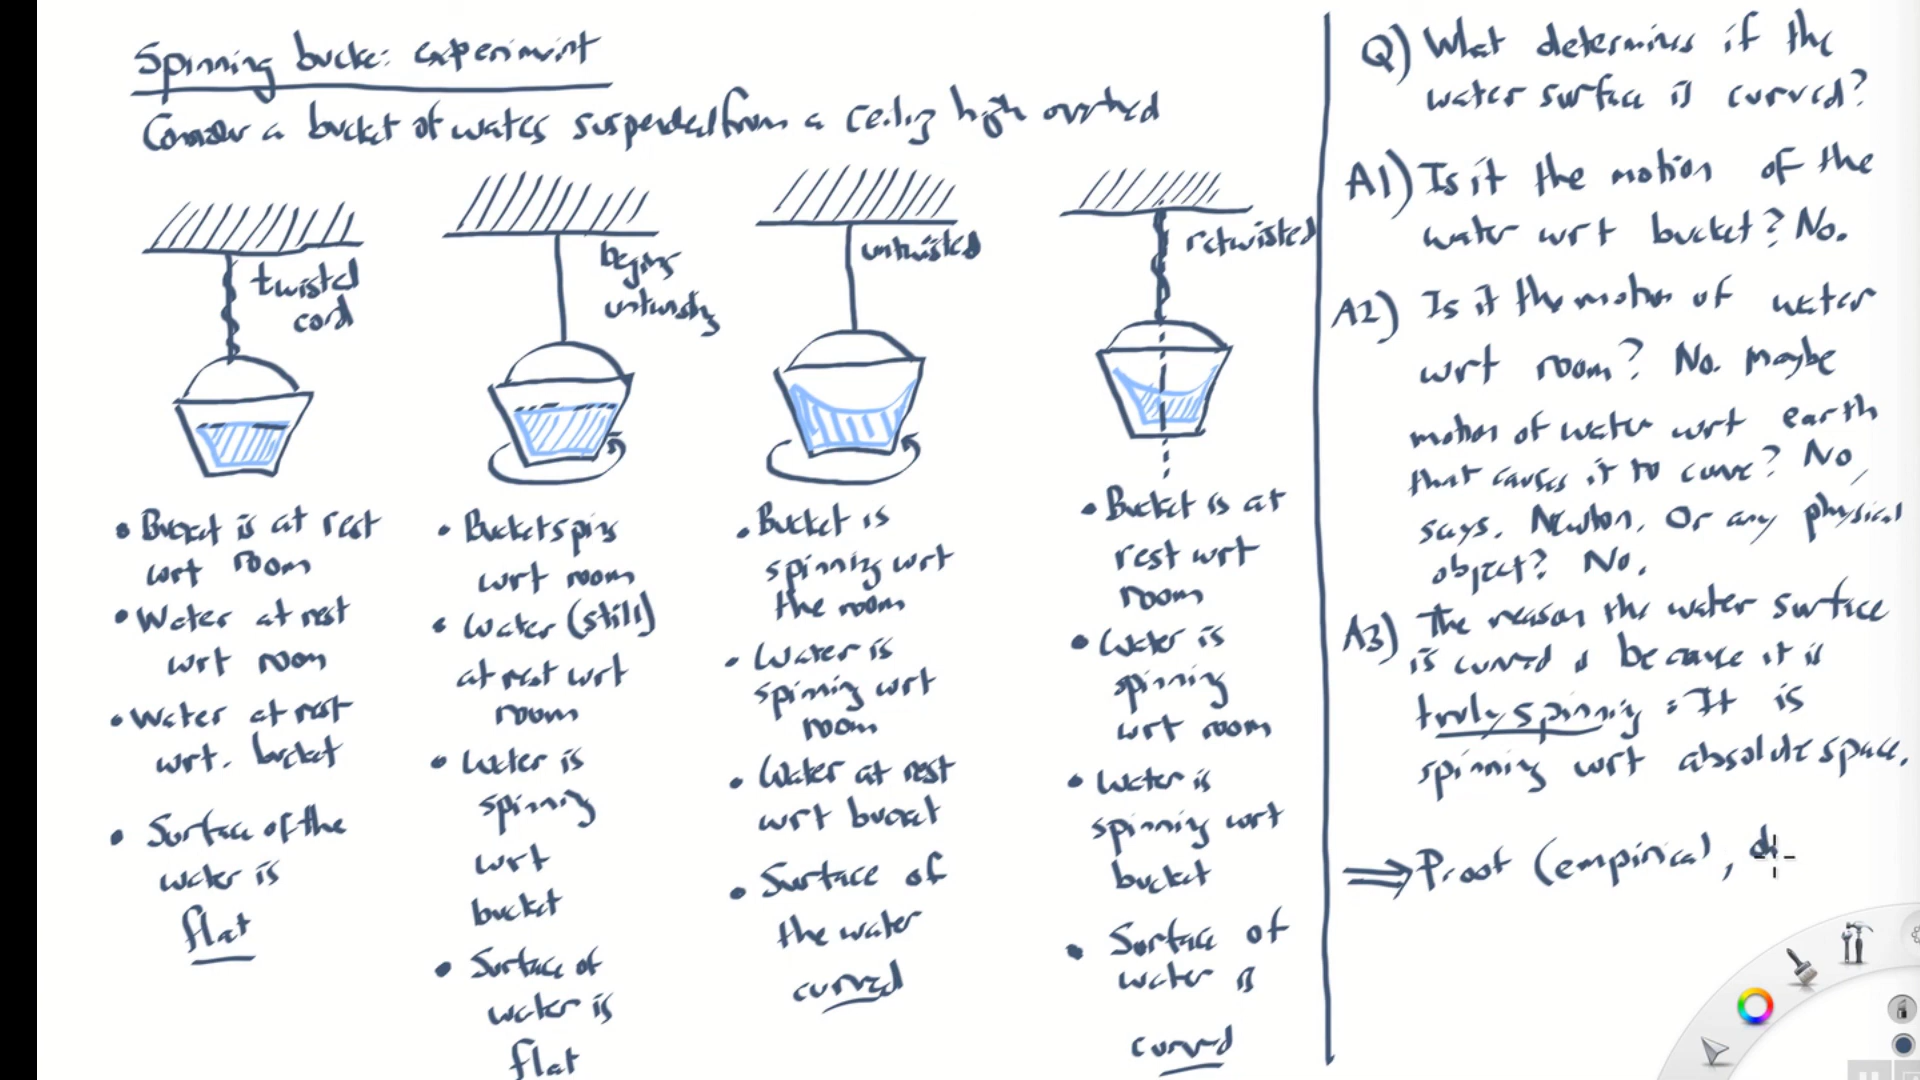 Spinning bucket experiment
Consider a bucket of water suspended from a ceiling high overhead
twisted
cord
• Bucket is at rest
wrt room
• Water at rest
wrt room
• Water at rest
wrt. bucket
• Surface of the
water is
flat
begins
untwisting
• Bucket spins
wrt room
• Water (still)
at rest wrt
room
• Water is
spinning
wrt
bucket
• Surface of
water is
flat
untwisted
• Bucket is
spinning wrt
the room
• Water is
spinning wrt
room
• Water at rest
wrt bucket
• Surface of
the water
curved
retwisted
• Bucket is at
rest wrt
room
• Water is
spinning
wrt room
• Water is
spinning wrt
bucket
• Surface of
water is
curved
Q) What determines if the
water surface is curved?
A1) Is it the motion of the
water wrt bucket? No.
A2) Is it the motion of water
wrt room? No. Maybe
motion of water wrt earth
that causes it to curve? No,
says. Newton. Or any physical
object? No.
A3) The reason the water surface
is curved is because it is
truly spinning: It is
spinning wrt absolute space.
⇒ Proof (empirical, d